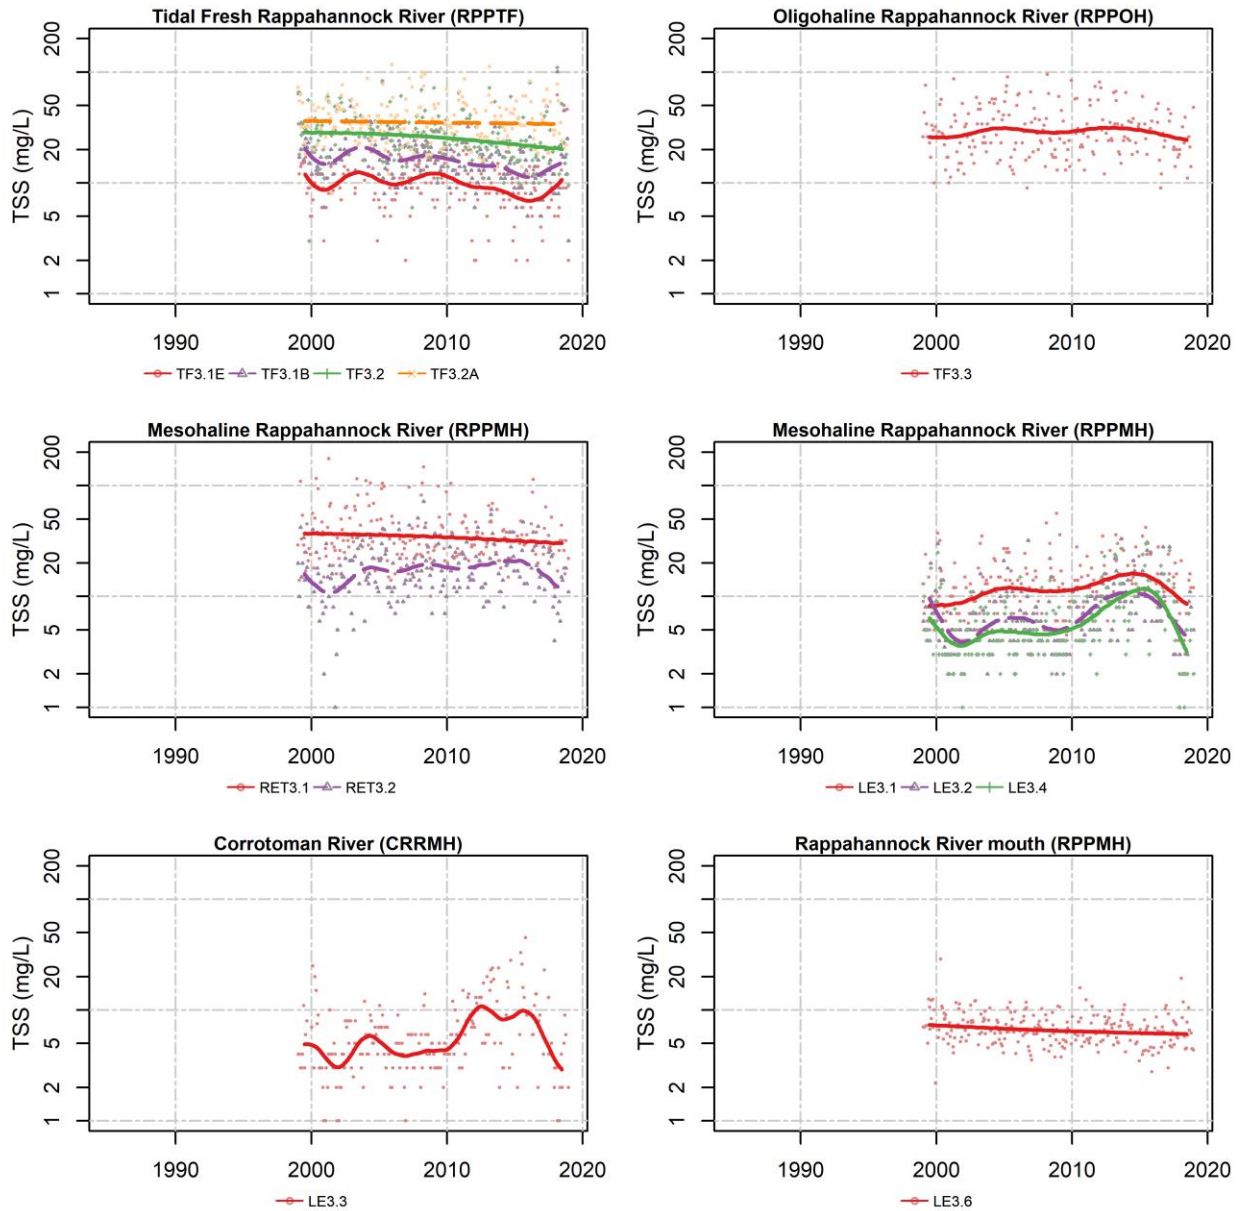 Tidal Fresh Rappahannock River (RPPTF)
TSS (mg/L)
200
50
20
10
5
2
1
1990 2000 2010 2020
TF3.1E TF3.1B TF3.2 TF3.2A
Oligohaline Rappahannock River (RPPOH)
TSS (mg/L)
200
50
20
5
2
1
1990 2000 2010 2020
TF3.3
Mesohaline Rappahannock River (RPPMH)
TSS (mg/L)
200
50
20
5
2
1
1990 2000 2010 2020
RET3.1 RET3.2
Mesohaline Rappahannock River (RPPMH)
TSS (mg/L)
200
50
20
5
2
1
1990 2000 2010 2020
LE3.1 LE3.2 LE3.4
Corrotoman River (CRRMH)
TSS (mg/L)
200
50
20
5
2
1
1990 2000 2010 2020
LE3.3
Rappahannock River mouth (RPPMH)
TSS (mg/L)
200
50
20
5
2
1
1990 2000 2010 2020
LE3.6